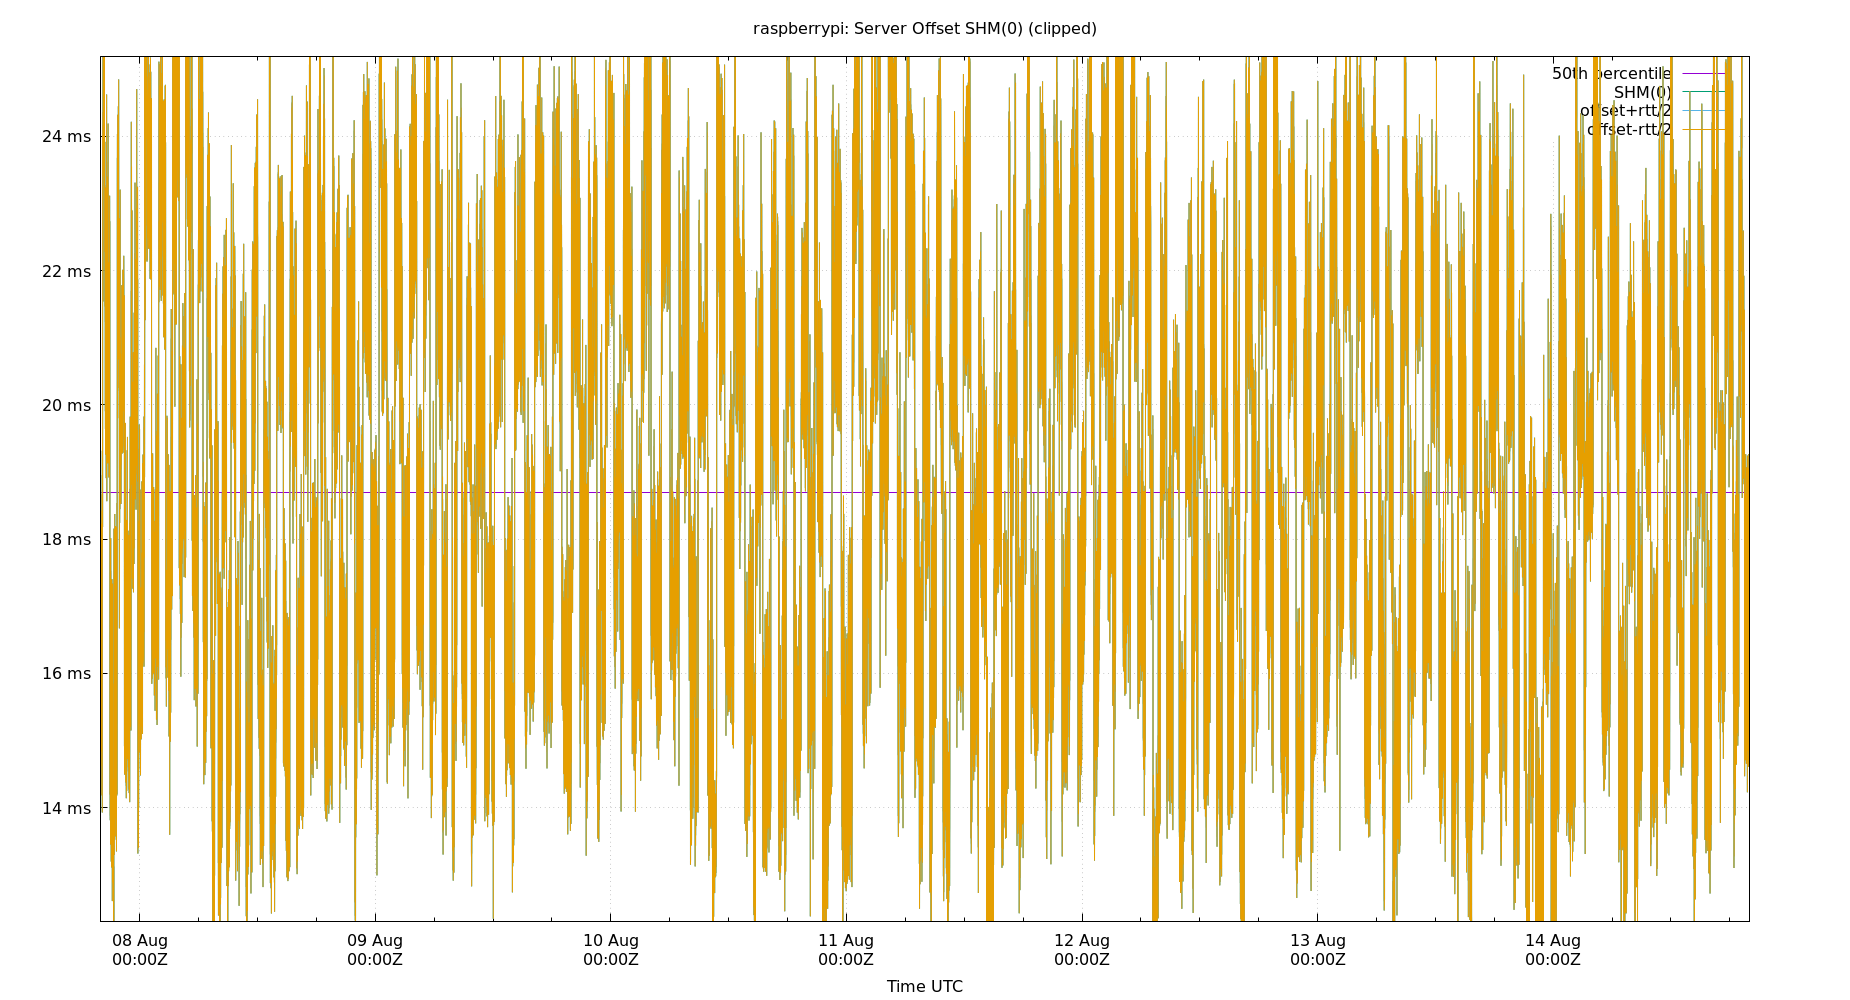 raspberrypi: Server Offset SHM(0) (clipped)
50th percentile
SHM(0)
offset+rtt/2
offset-rtt/2
24 ms
22 ms
20 ms
18 ms
16 ms
14 ms
08 Aug 09 Aug 10 Aug 11 Aug 12 Aug 13 Aug 14 Aug
00:00Z 00:00Z 00:00Z 00:00Z 00:00Z 00:00Z 00:00Z
Time UTC